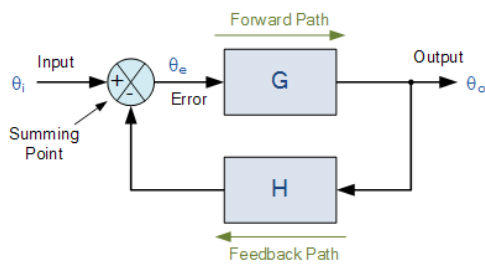 Forward Path
Input
θi
+
-
θe
Error
G
Output
θo
Summing
Point
H
Feedback Path